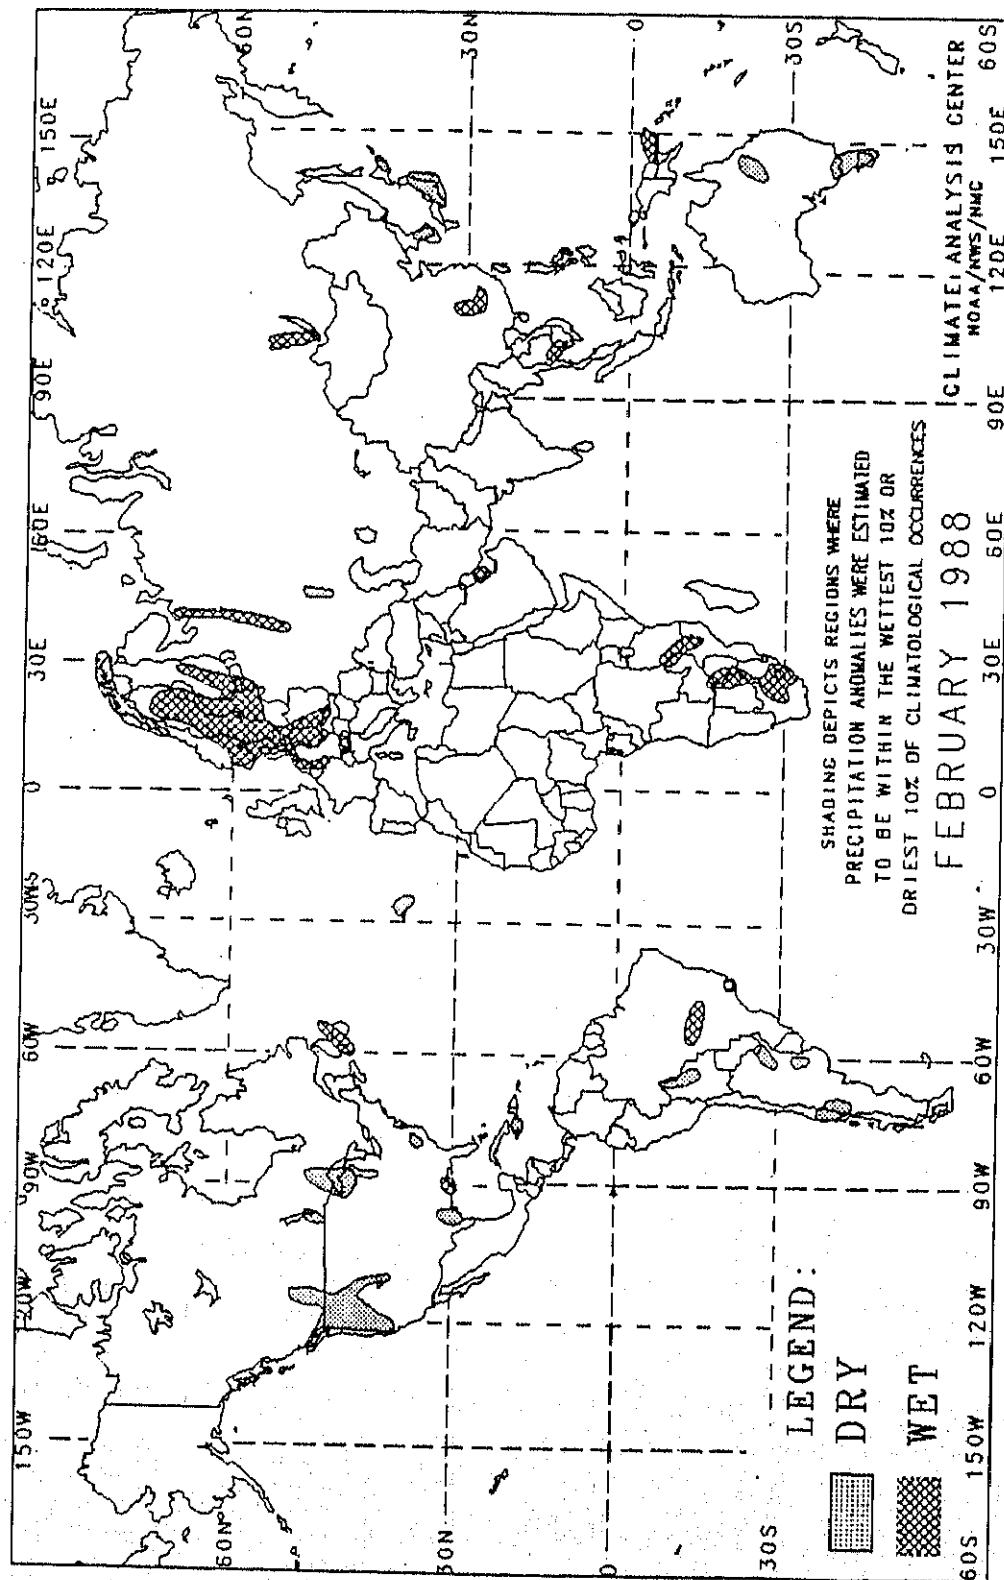 150W
120W
90W
60W
30W
0
30E
60E
90E
120E
150E
60N
60N
30N
30N
0
0
30S
30S
60S
60S
LEGEND:
DRY
WET
SHADING DEPICTS REGIONS WHERE
PRECIPITATION ANOMALIES WERE ESTIMATED
TO BE WITHIN THE WETTEST 10% OR
DRIEST 10% OF CLIMATOLOGICAL OCCURRENCES
FEBRUARY 1988
CLIMATE ANALYSIS CENTER
NOAA/NWS/NMC
150W
120W
90W
60W
30W
0
30E
60E
90E
120E
150E